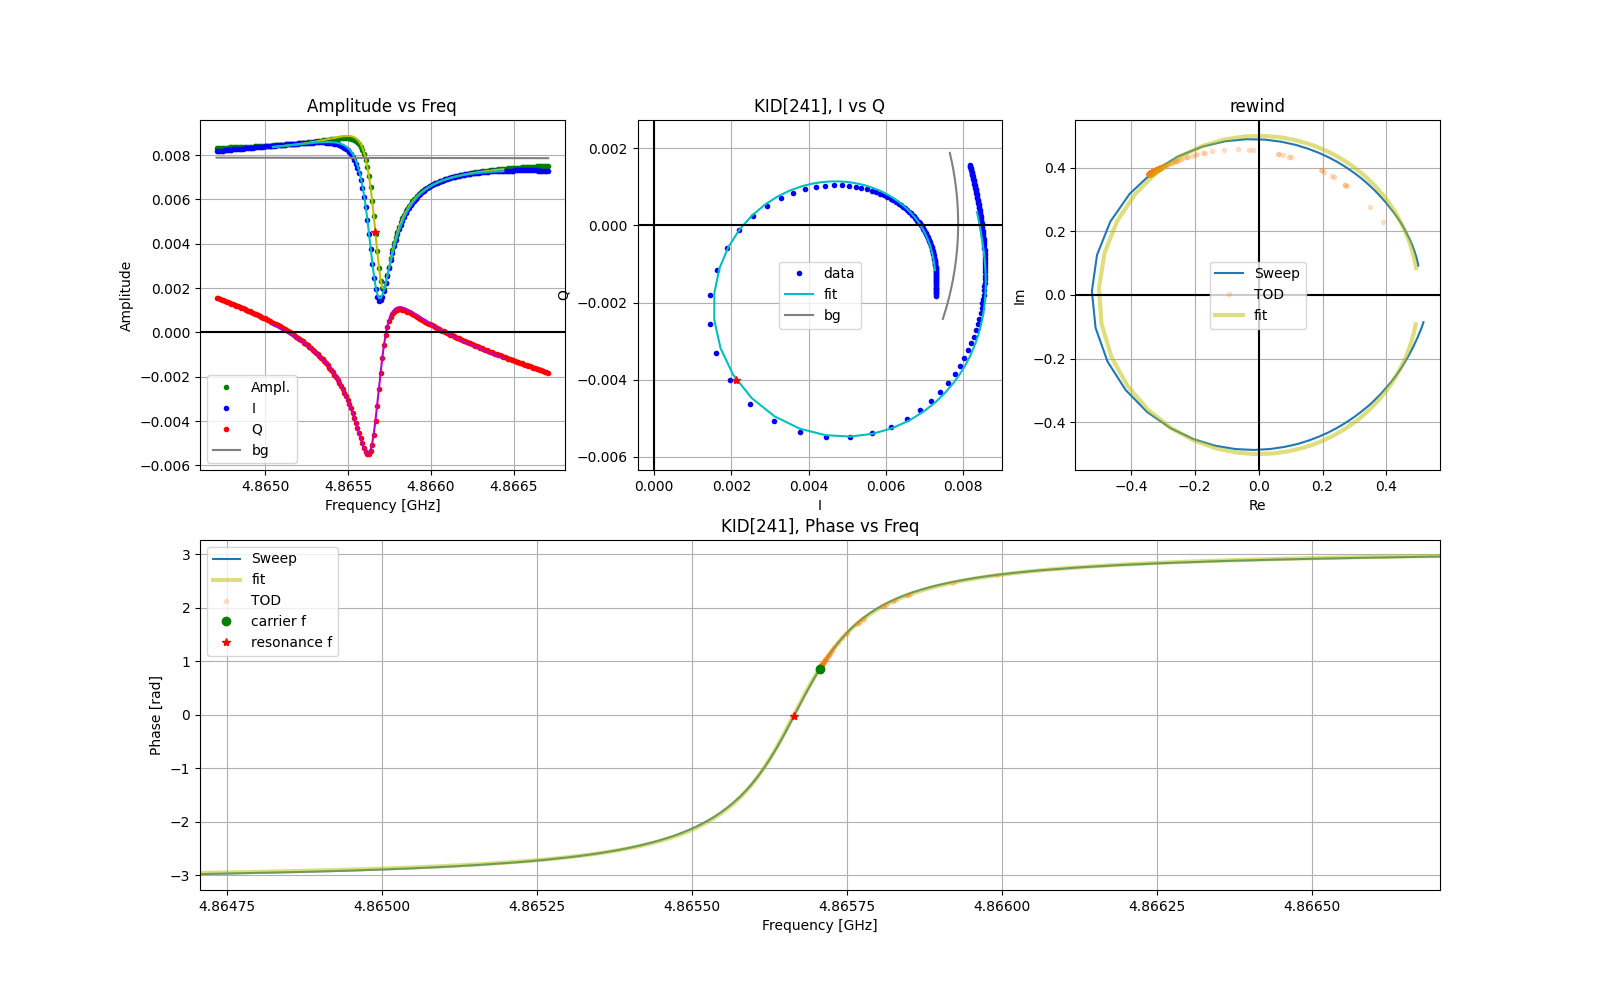 Amplitude vs Freq
Amplitude
0.008
0.006
0.004
0.002
0.000
−0.002
−0.004
−0.006
Ampl.
I
Q
bg
4.8650 4.8655 4.8660 4.8665
Frequency [GHz]
KID[241], I vs Q
Q
0.002
0.000
−0.002
−0.004
−0.006
data
fit
bg
0.000 0.002 0.004 0.006 0.008
I
rewind
Im
0.4
0.2
0.0
−0.2
−0.4
Sweep
TOD
fit
−0.4 −0.2 0.0 0.2 0.4
Re
KID[241], Phase vs Freq
Phase [rad]
3
2
1
0
−1
−2
−3
Sweep
fit
TOD
carrier f
resonance f
4.86475 4.86500 4.86525 4.86550 4.86575 4.86600 4.86625 4.86650
Frequency [GHz]